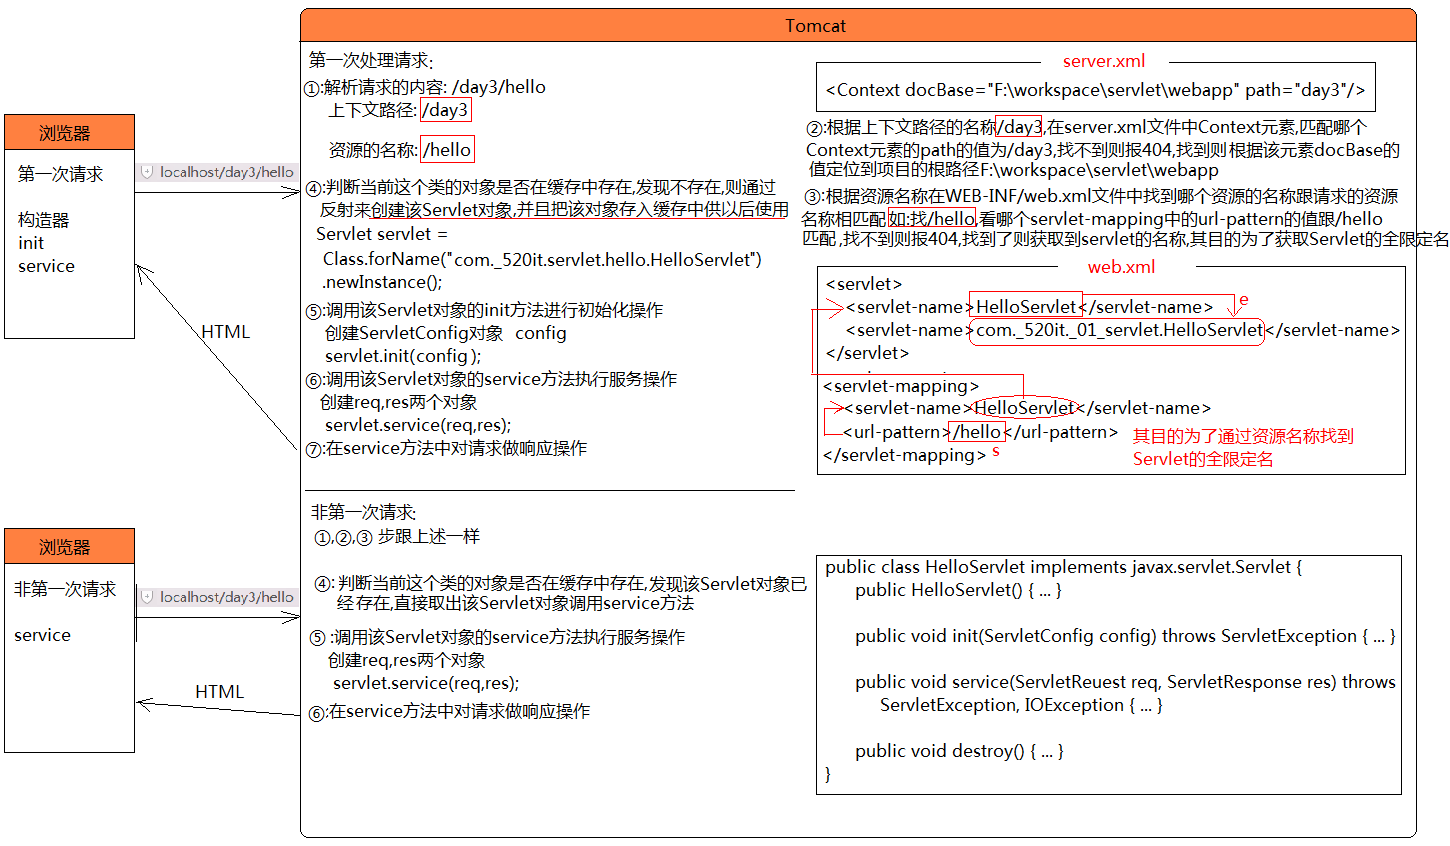 Tomcat
浏览器
第一次请求
构造器
init
service
localhost/day3/hello
HTML
第一次处理请求:
①:解析请求的内容: /day3/hello
上下文路径: /day3
资源的名称: /hello
④:判断当前这个类的对象是否在缓存中存在,发现不存在,则通过
反射来创建该Servlet对象,并且把该对象存入缓存中供以后使用
Servlet servlet =
Class.forName("com._520it.servlet.hello.HelloServlet")
.newInstance();
⑤:调用该Servlet对象的init方法进行初始化操作
创建ServletConfig对象 config
servlet.init(config );
⑥:调用该Servlet对象的service方法执行服务操作
创建req,res两个对象
servlet.service(req,res);
⑦:在service方法中对请求做响应操作
server.xml
<Context docBase="F:\workspace\servlet\webapp" path="day3"/>
②:根据上下文路径的名称/day3,在server.xml文件中Context元素,匹配哪个
Context元素的path的值为/day3,找不到则报404,找到则根据该元素docBase的
值定位到项目的根路径F:\workspace\servlet\webapp
③:根据资源名称在WEB-INF/web.xml文件中找到哪个资源的名称跟请求的资源
名称相匹配 如:找/hello,看哪个servlet-mapping中的url-pattern的值跟/hello
匹配 ,找不到则报404,找到了则获取到servlet的名称,其目的为了获取Servlet的全限定名
web.xml
<servlet>
<servlet-name>HelloServlet</servlet-name>
e
<servlet-name>com._520it._01_servlet.HelloServlet</servlet-name>
</servlet>
<servlet-mapping>
<servlet-name>HelloServlet</servlet-name>
<url-pattern>/hello</url-pattern>
</servlet-mapping>
s
其目的为了通过资源名称找到
Servlet的全限定名
浏览器
非第一次请求
service
localhost/day3/hello
HTML
非第一次请求:
①,②,③ 步跟上述一样
④: 判断当前这个类的对象是否在缓存中存在,发现该Servlet对象已
经存在,直接取出该Servlet对象调用service方法
⑤ :调用该Servlet对象的service方法执行服务操作
创建req,res两个对象
servlet.service(req,res);
⑥:在service方法中对请求做响应操作
public class HelloServlet implements javax.servlet.Servlet {
public HelloServlet() { ... }
public void init(ServletConfig config) throws ServletException { ... }
public void service(ServletReuest req, ServletResponse res) throws
ServletException, IOException { ... }
public void destroy() { ... }
}